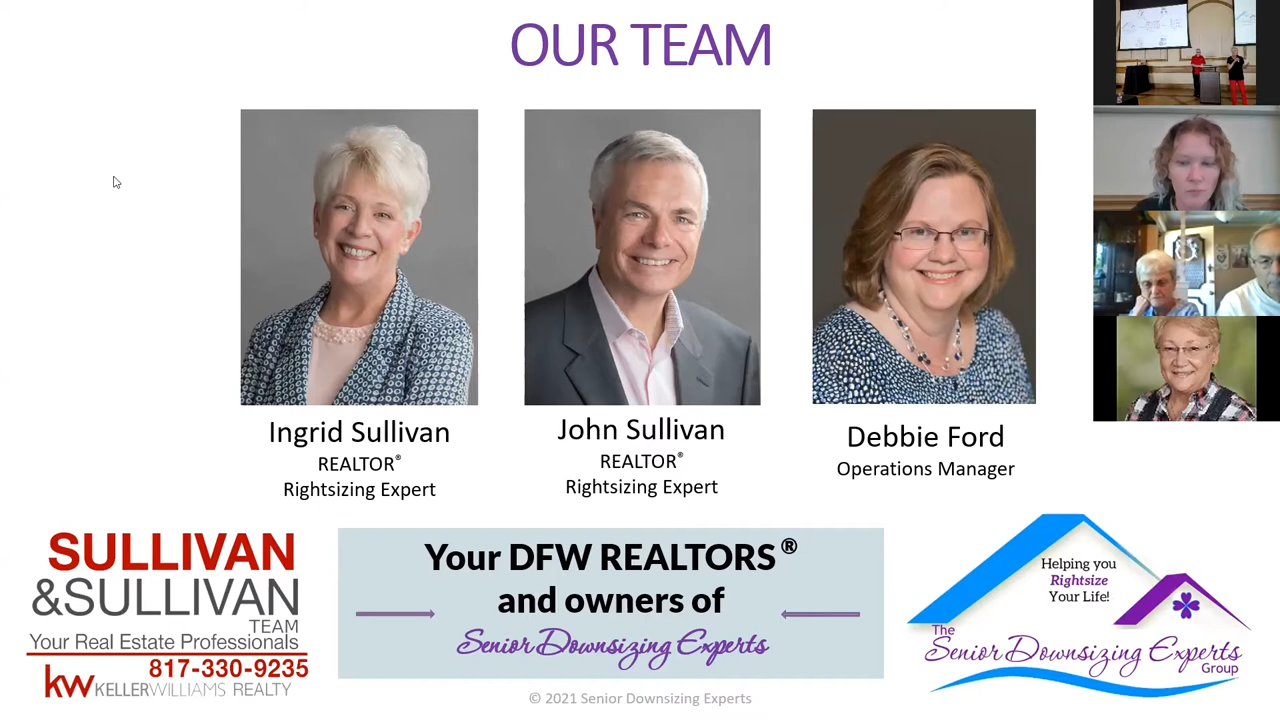 OUR TEAM
Ingrid Sullivan
REALTOR®
Rightsizing Expert
John Sullivan
REALTOR®
Rightsizing Expert
Debbie Ford
Operations Manager
SULLIVAN
&SULLIVAN
TEAM
Your Real Estate Professionals
817-330-9235
kw KELLERWILLIAMS REALTY
Your DFW REALTORS®
and owners of
Senior Downsizing Experts
Helping you
Rightsize
Your Life!
The
Senior Downsizing Experts
Group
© 2021 Senior Downsizing Experts